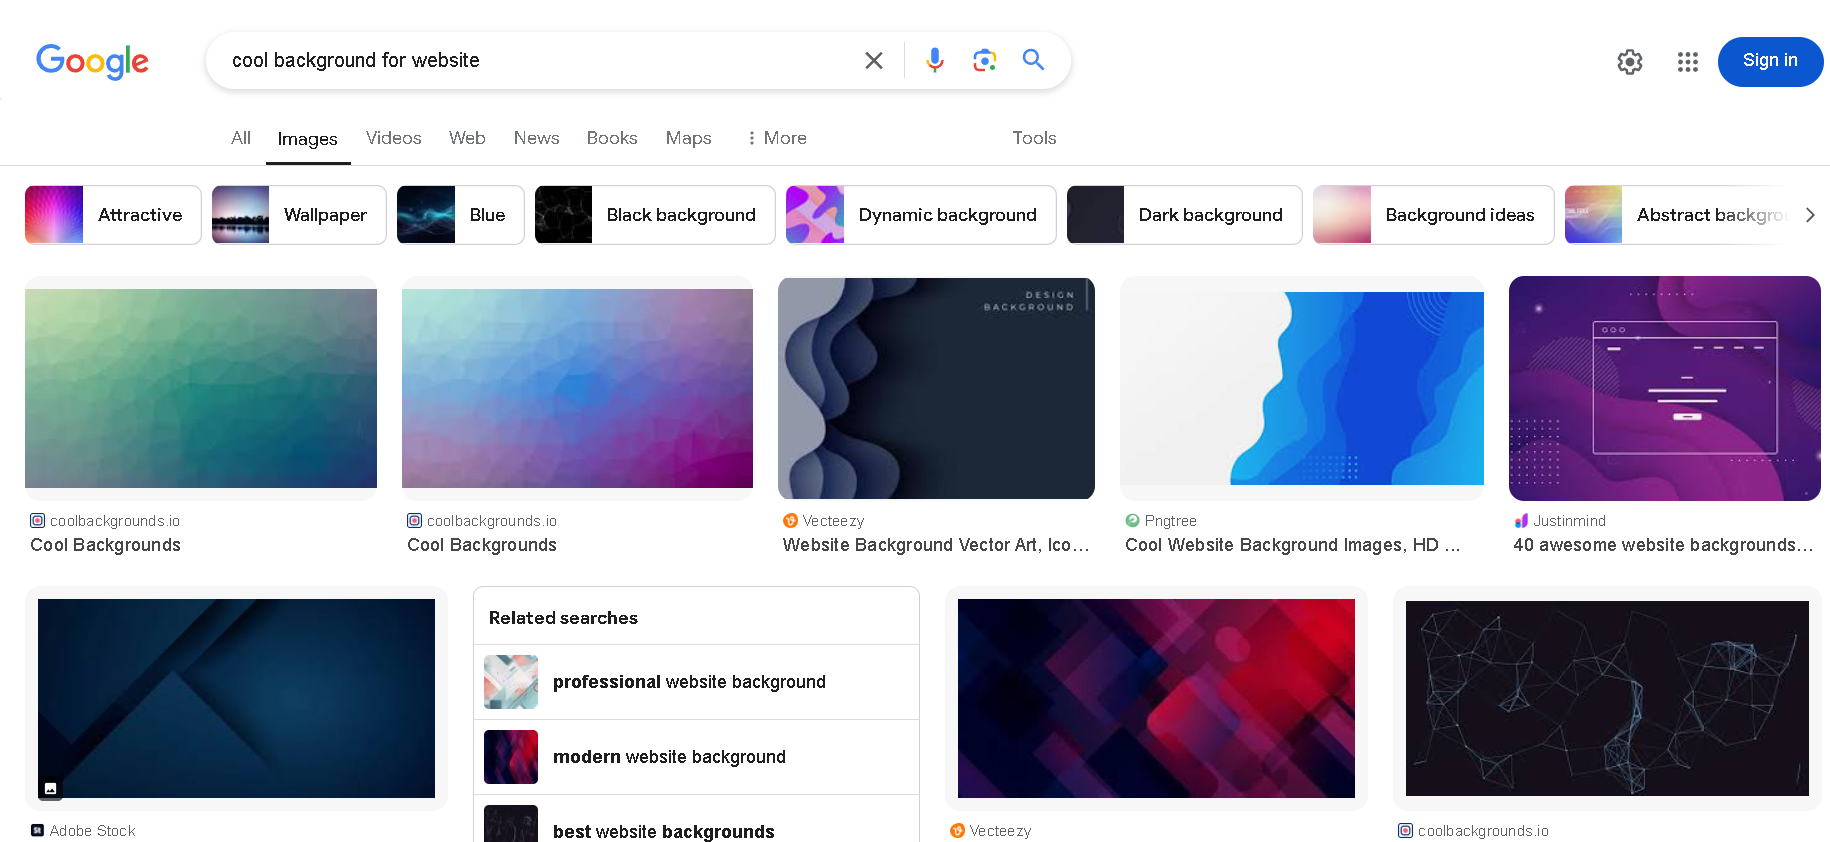 Google
cool background for website
Sign in
All Images Videos Web News Books Maps More Tools
Attractive
Wallpaper
Blue
Black background
Dynamic background
Dark background
Background ideas
Abstract backgrou
DESIGN
BACKGROUND
coolbackgrounds.io
Cool Backgrounds
coolbackgrounds.io
Cool Backgrounds
Vecteezy
Website Background Vector Art, Ico...
Pngtree
Cool Website Background Images, HD ...
Justinmind
40 awesome website backgrounds...
Related searches
professional website background
modern website background
best website backgrounds
St Adobe Stock
Vecteezy
coolbackgrounds.io